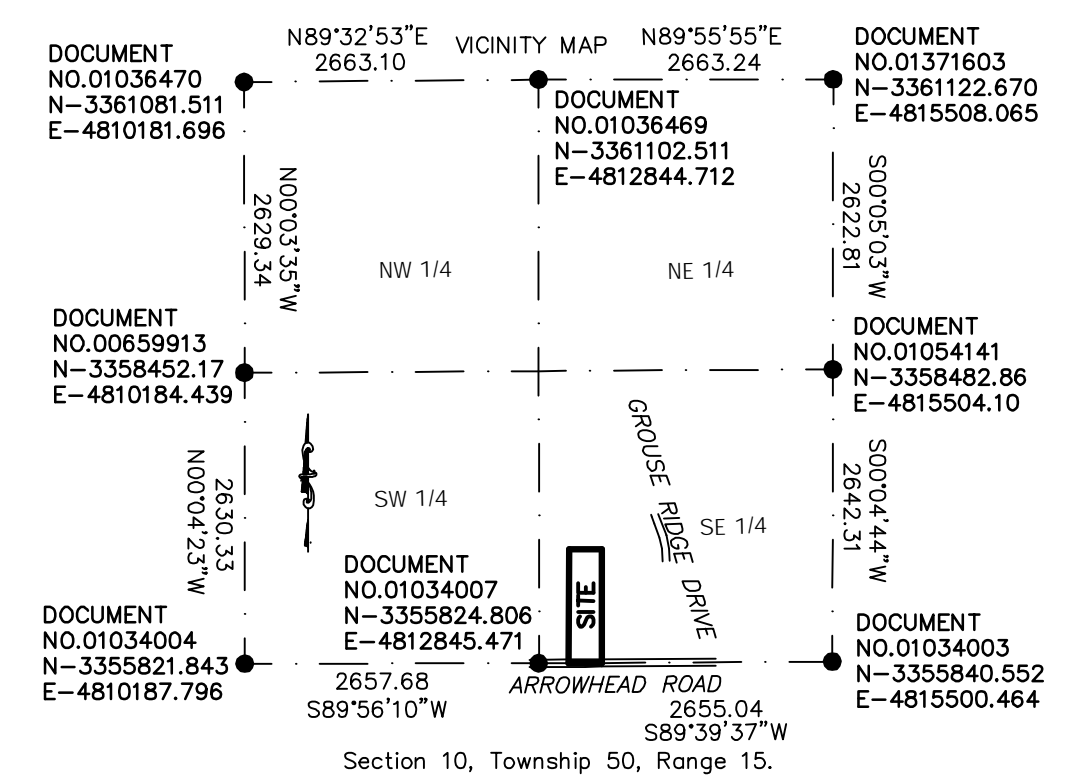 VICINITY MAP
DOCUMENT
NO.01036470
N-3361081.511
E-4810181.696
N89°32'53"E
2663.10
DOCUMENT
NO.01036469
N-3361102.511
E-4812844.712
N89°55'55"E
2663.24
DOCUMENT
NO.01371603
N-3361122.670
E-4815508.065
N00°03'35"W
2629.34
NW 1/4
NE 1/4
S00°05'03"W
2622.81
DOCUMENT
NO.00659913
N-3358452.17
E-4810184.439
DOCUMENT
NO.01054141
N-3358482.86
E-4815504.10
2630.33
N00°04'23"W
SW 1/4
GROUSE RIDGE DRIVE
SE 1/4
S00°04'44"W
2642.31
SITE
DOCUMENT
NO.01034007
N-3355824.806
E-4812845.471
DOCUMENT
NO.01034004
N-3355821.843
E-4810187.796
DOCUMENT
NO.01034003
N-3355840.552
E-4815500.464
2657.68
S89°56'10"W
ARROWHEAD ROAD
2655.04
S89°39'37"W
Section 10, Township 50, Range 15.